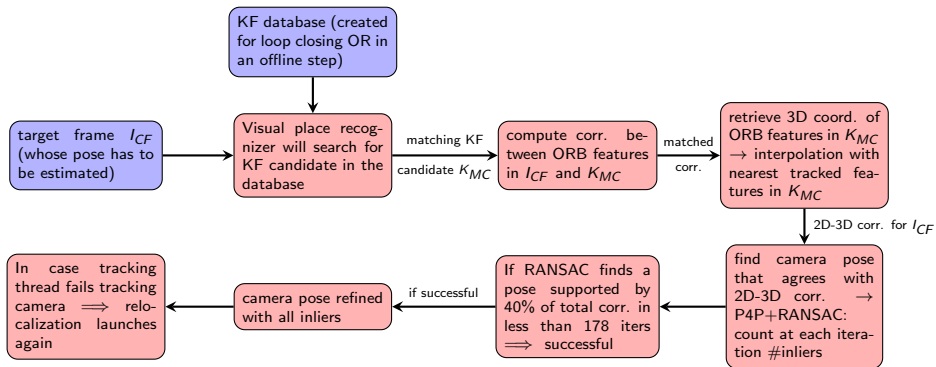 KF database (created
for loop closing OR in
an offline step)
target frame I_CF
(whose pose has to
be estimated)
Visual place recog-
nizer will search for
KF candidate in the
database
matching KF
candidate K_MC
compute corr. be-
tween ORB features
in I_CF and K_MC
matched
corr.
retrieve 3D coord. of
ORB features in K_MC
→ interpolation with
nearest tracked fea-
tures in K_MC
2D-3D corr. for I_CF
find camera pose
that agrees with
2D-3D corr. →
P4P+RANSAC:
count at each itera-
tion #inliers
If RANSAC finds a
pose supported by
40% of total corr. in
less than 178 iters
⟹ successful
if successful
camera pose refined
with all inliers
In case tracking
thread fails tracking
camera ⟹ relo-
calization launches
again